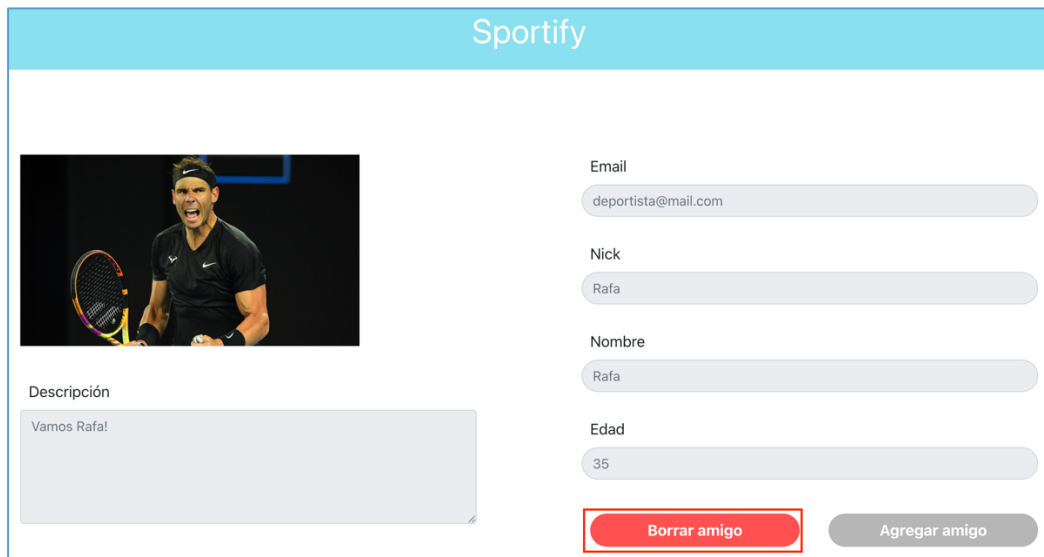 Sportify
Email
deportista@mail.com
Nick
Rafa
Nombre
Rafa
Descripción
Vamos Rafa!
Edad
35
Borrar amigo
Agregar amigo